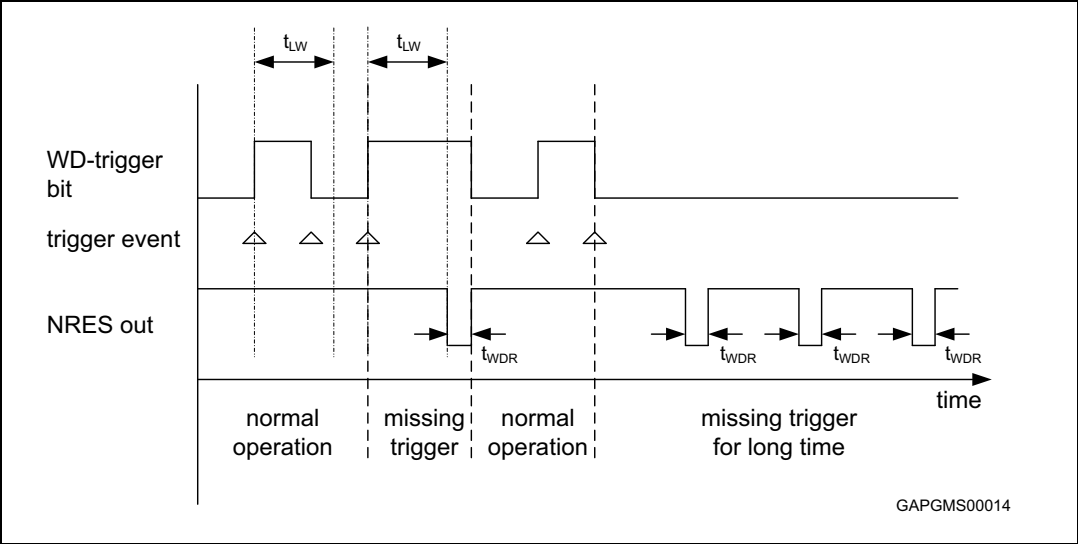 tLW tLW
WD-trigger
bit
trigger event
NRES out
tWDR tWDR tWDR tWDR
time
normal
operation
missing
trigger
normal
operation
missing trigger
for long time
GAPGMS00014